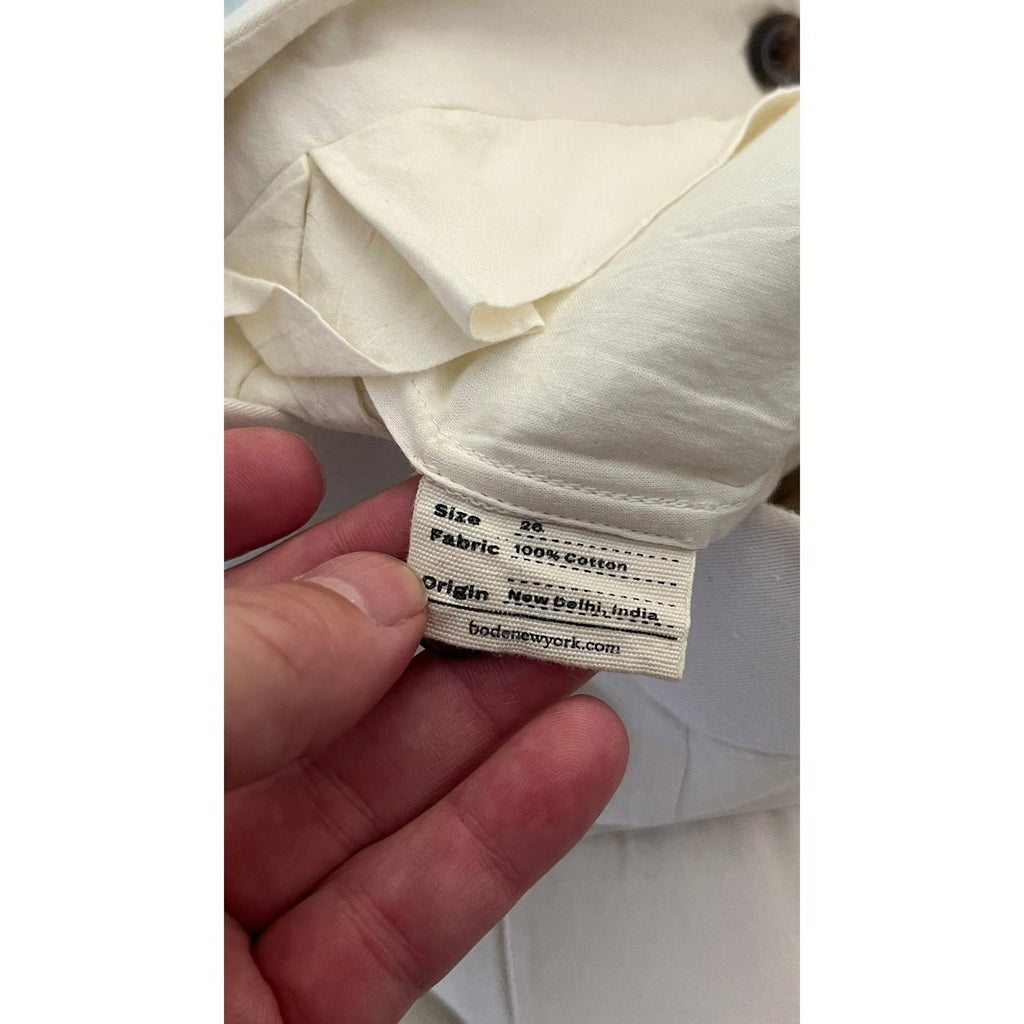 Size 26
Fabric 100% Cotton
Origin New Delhi, India
bodenewyork.com